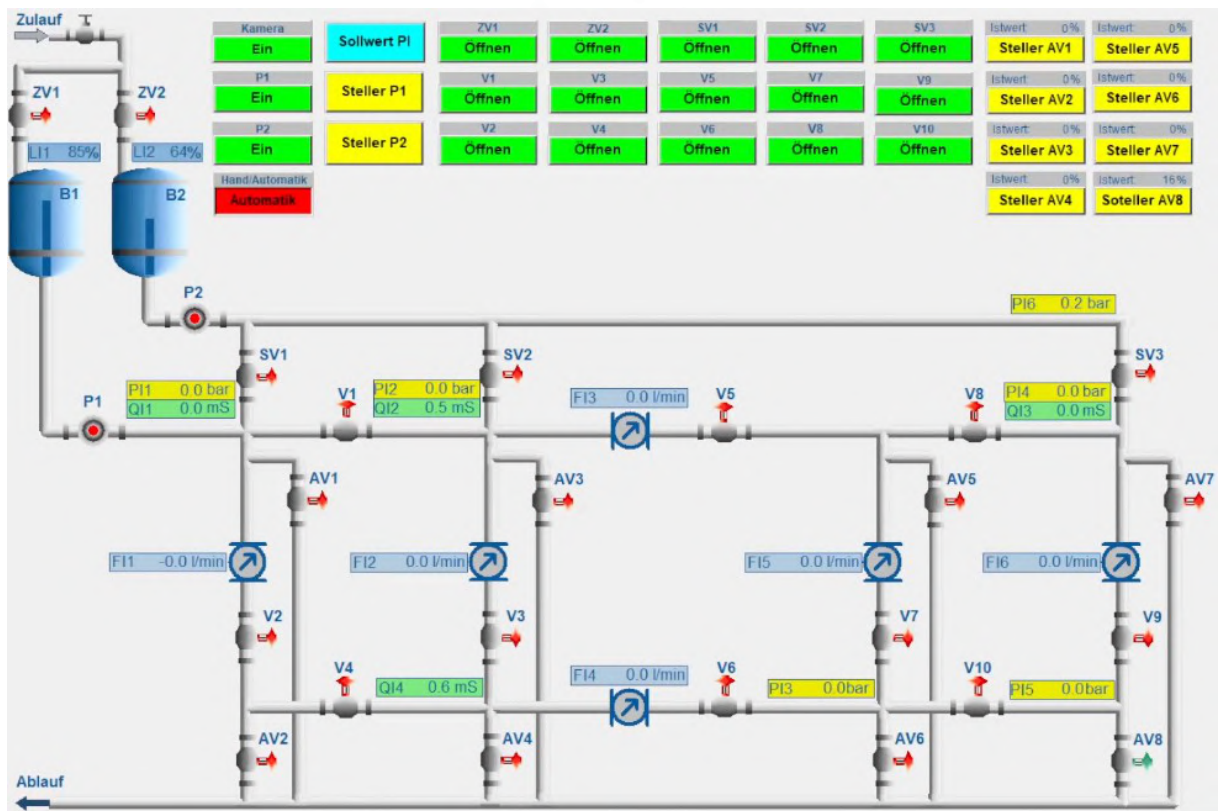 Zulauf
Kamera
Ein
Sollwert PI
ZV1
Öffnen
ZV2
Öffnen
SV1
Öffnen
SV2
Öffnen
SV3
Öffnen
Istwert: 0%
Steller AV1
Istwert: 0%
Steller AV5
P1
Ein
Steller P1
V1
Öffnen
V3
Öffnen
V5
Öffnen
V7
Öffnen
V9
Öffnen
Istwert: 0%
Steller AV2
Istwert: 0%
Steller AV6
P2
Ein
Steller P2
V2
Öffnen
V4
Öffnen
V6
Öffnen
V8
Öffnen
V10
Öffnen
Istwert: 0%
Steller AV3
Istwert: 0%
Steller AV7
Hand/Automatik
Automatik
Istwert: 0%
Steller AV4
Istwert: 16%
Soteller AV8
ZV1
ZV2
LI1 85%
LI2 64%
B1
B2
P2
PI6 0.2 bar
SV1
SV2
SV3
P1
PI1 0.0 bar
QI1 0.0 mS
V1
PI2 0.0 bar
QI2 0.5 mS
FI3 0.0 l/min
V5
V8
PI4 0.0 bar
QI3 0.0 mS
AV1
AV3
AV5
AV7
FI1 -0.0 l/min
FI2 0.0 l/min
FI5 0.0 l/min
FI6 0.0 l/min
V2
V3
V7
V9
V4
QI4 0.6 mS
FI4 0.0 l/min
V6
PI3 0.0bar
V10
PI5 0.0bar
AV2
AV4
AV6
AV8
Ablauf